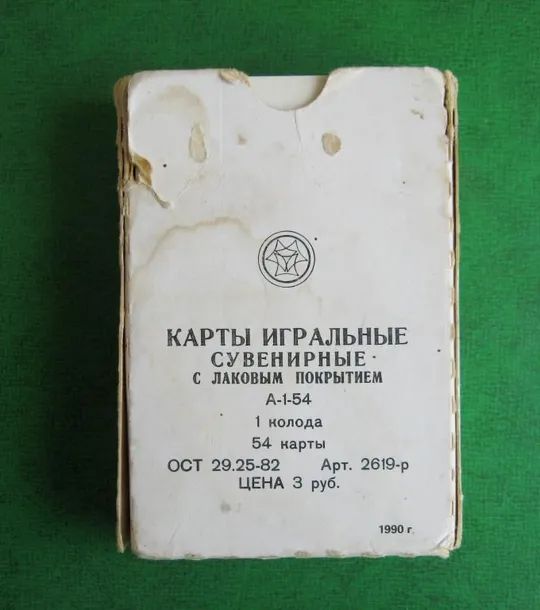 КАРТЫ ИГРАЛЬНЫЕ
СУВЕНИРНЫЕ
С ЛАКОВЫМ ПОКРЫТИЕМ
А-1-54
1 колода
54 карты
ОСТ 29.25-82 Арт. 2619-р
ЦЕНА 3 руб.
1990 г.